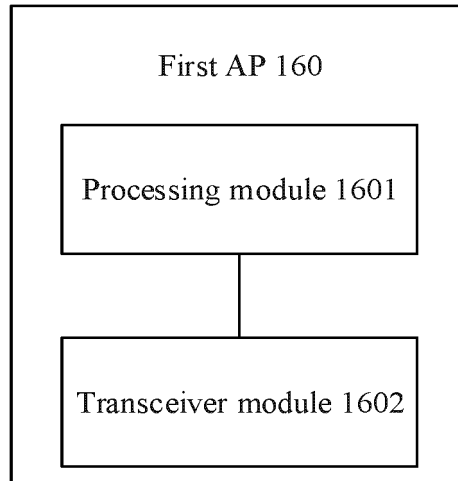 First AP 160
Processing module 1601
Transceiver module 1602